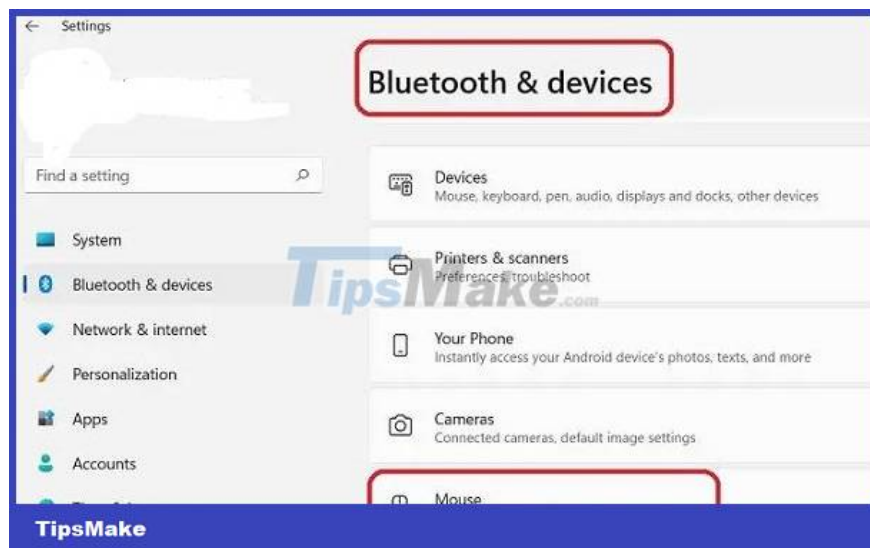 Settings
Bluetooth & devices
Find a setting
Devices
Mouse, keyboard, pen, audio, displays and docks, other devices
System
Printers & scanners
Preferences, troubleshoot
Bluetooth & devices
TipsMake.com
Network & internet
Your Phone
Instantly access your Android device's photos, texts, and more
Personalization
Apps
Cameras
Connected cameras, default image settings
Accounts
Mouse
TipsMake